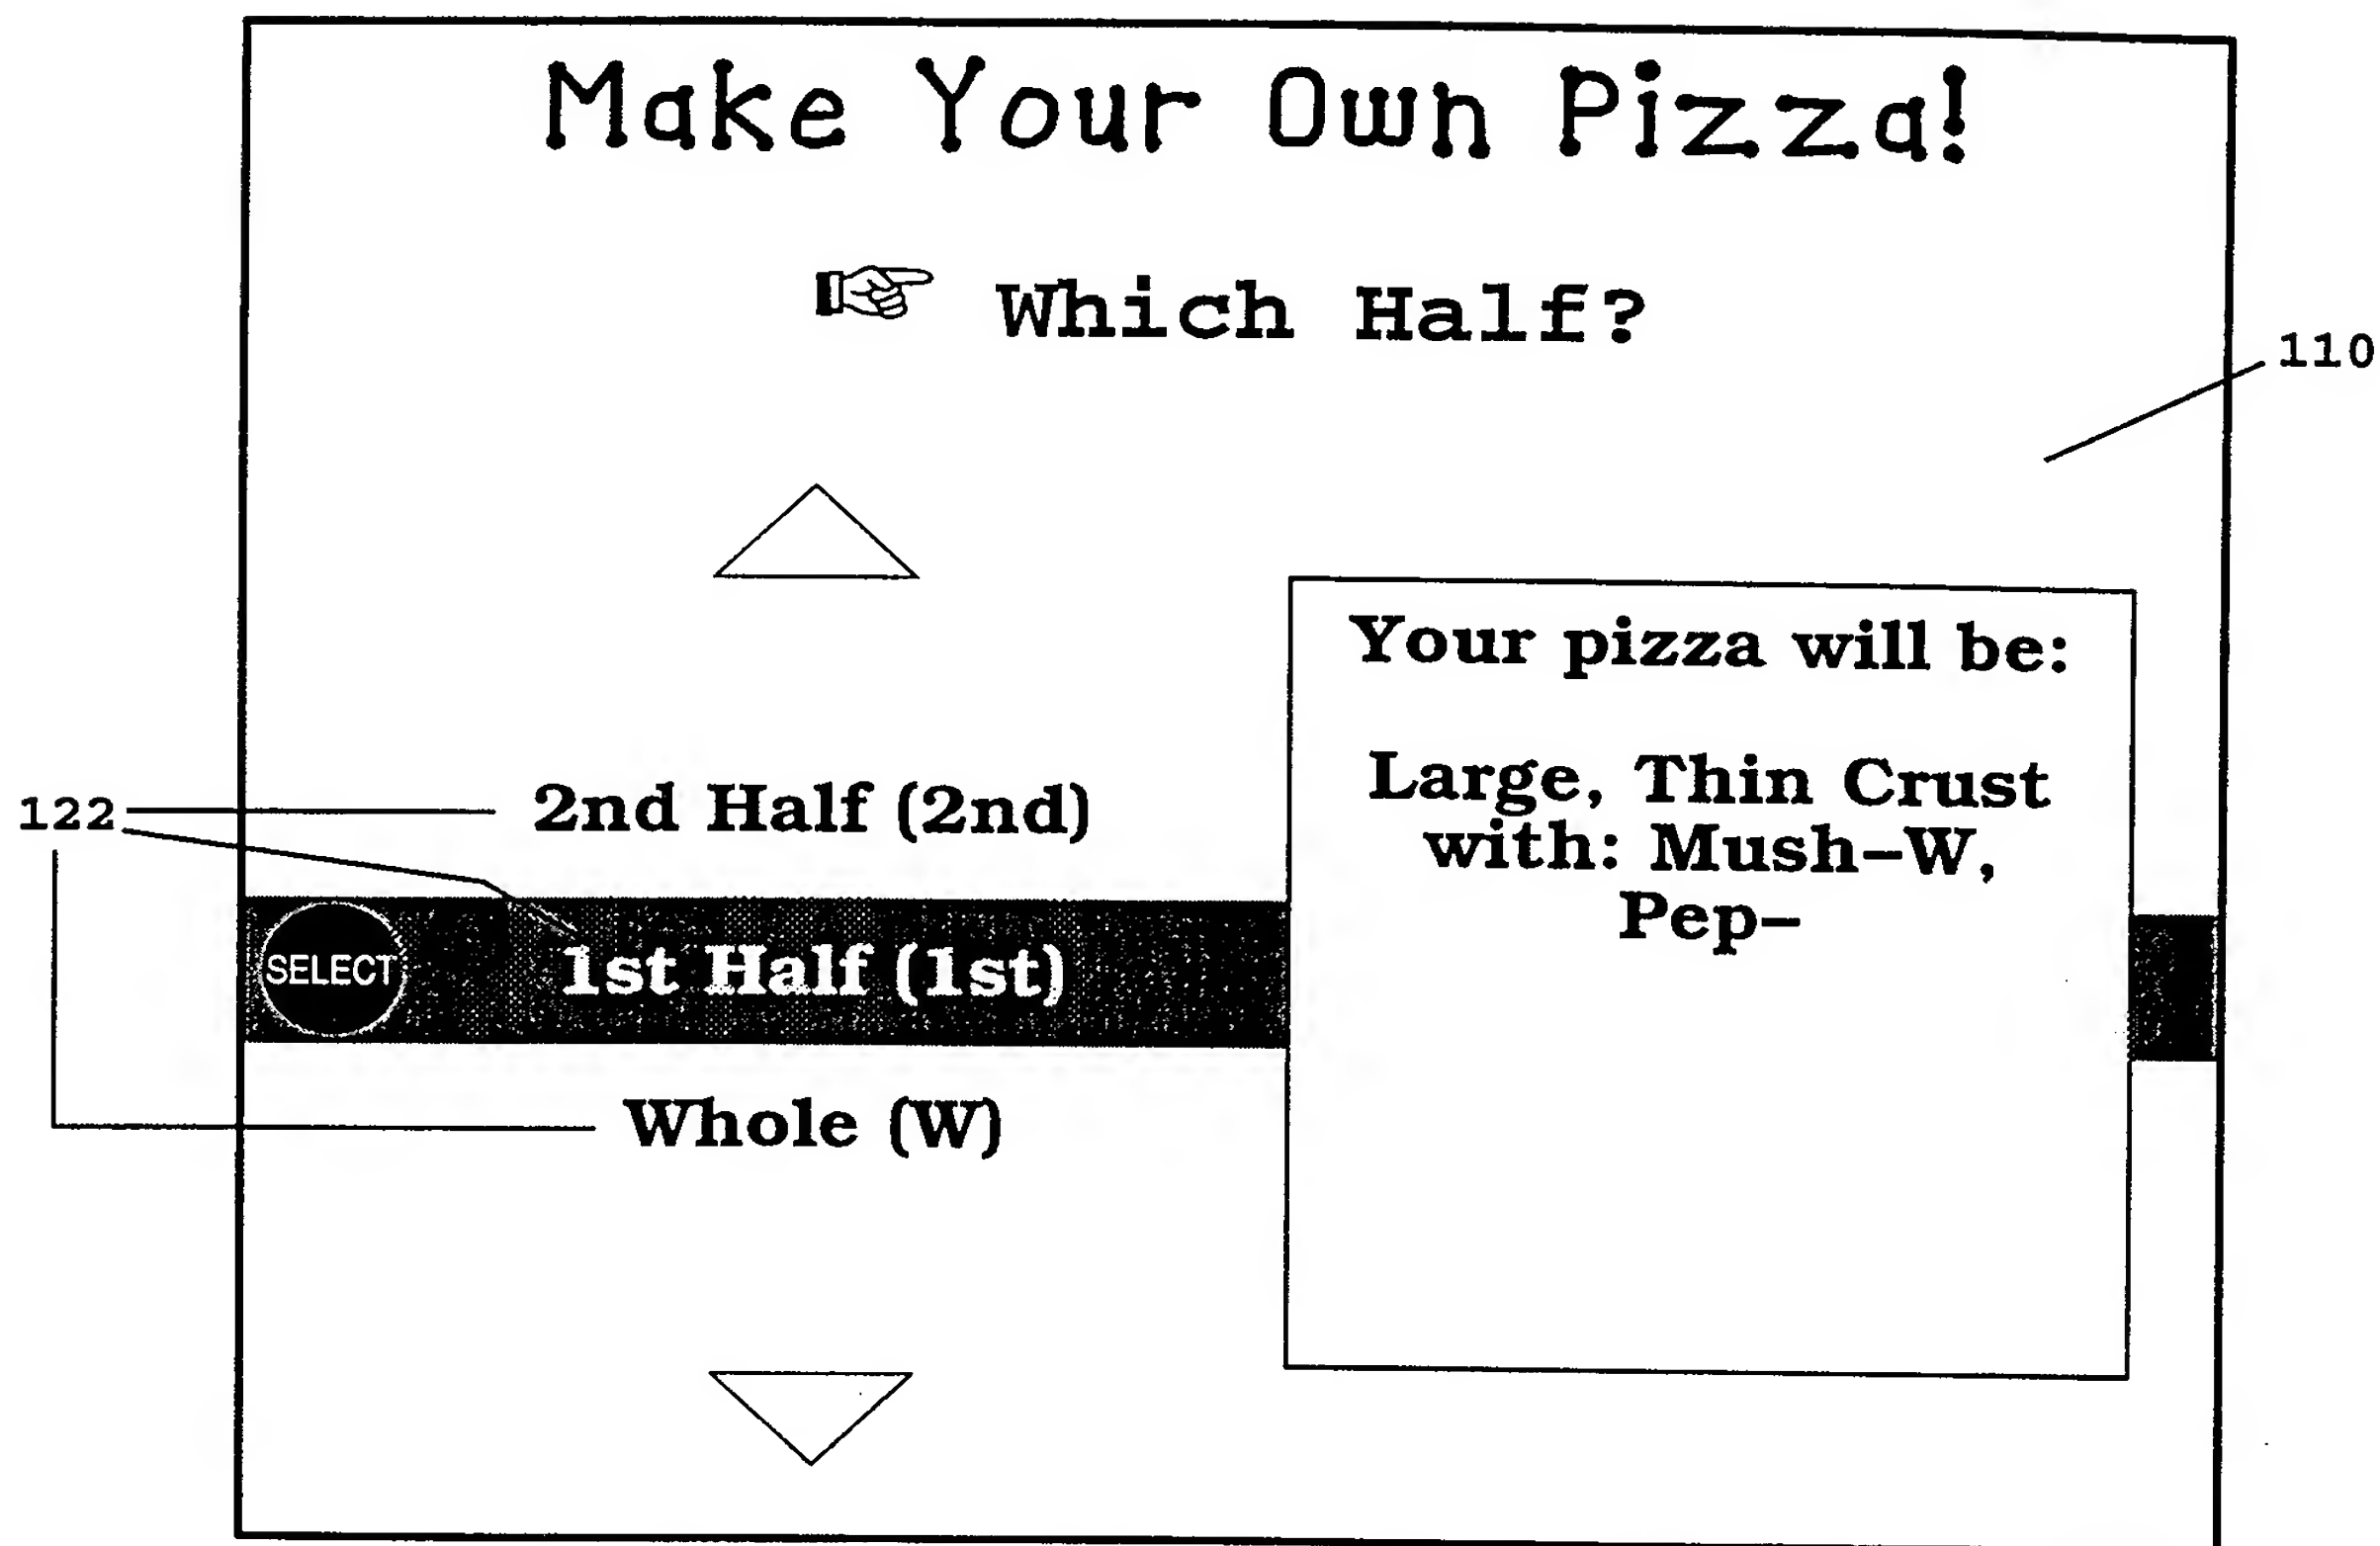 Make Your Own Pizza!
☞ Which Half?
110
Your pizza will be:
Large, Thin Crust
with: Mush–W,
Pep–
122
2nd Half (2nd)
SELECT
1st Half (1st)
Whole (W)